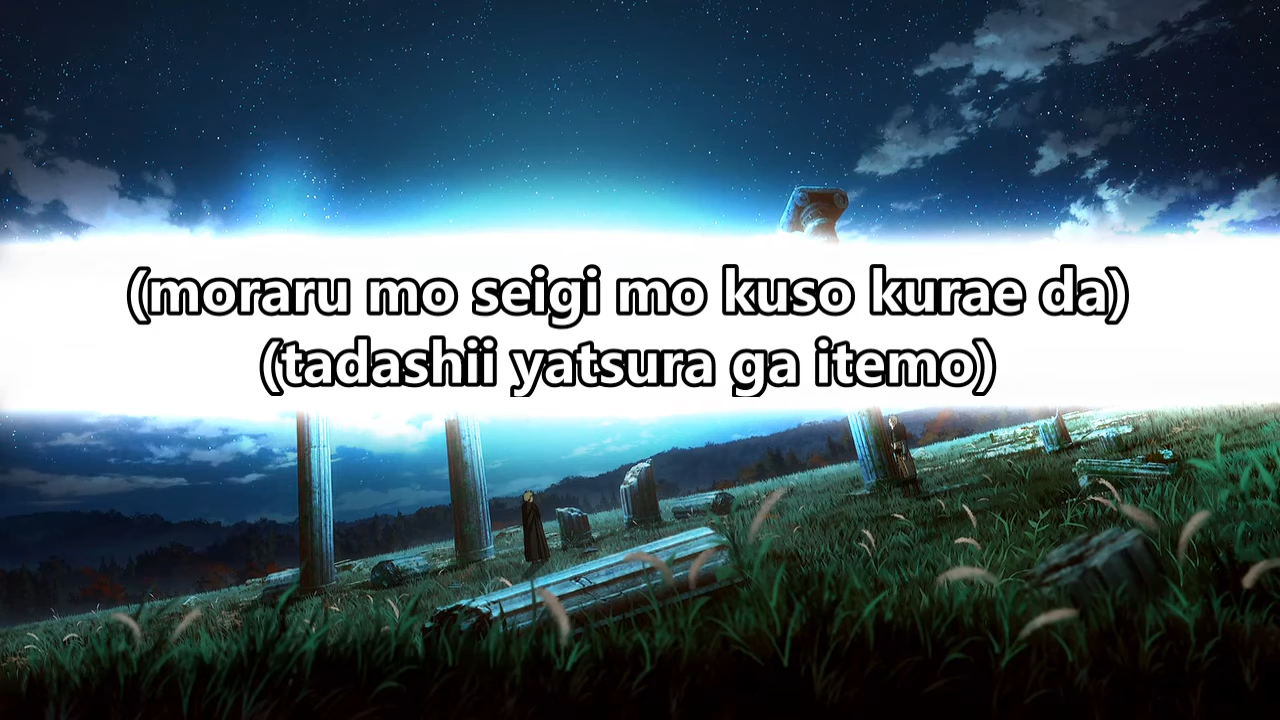 (moraru mo seigi mo kuso kurae da)
(tadashii yatsura ga itemo)